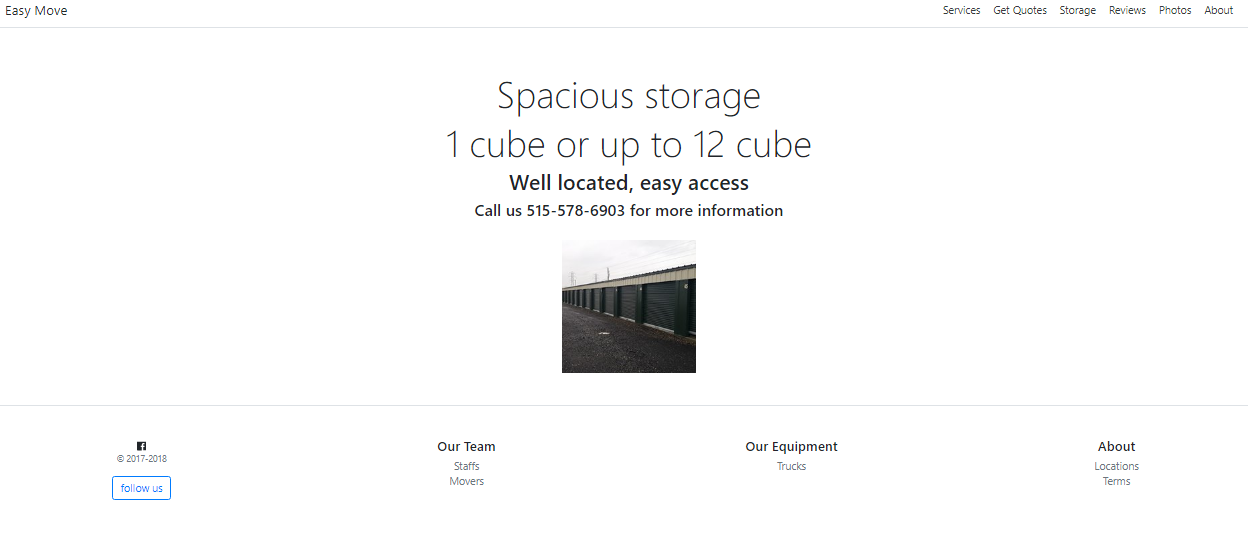 Easy Move
Services Get Quotes Storage Reviews Photos About
Spacious storage
1 cube or up to 12 cube
Well located, easy access
Call us 515-578-6903 for more information
© 2017-2018
follow us
Our Team
Staffs
Movers
Our Equipment
Trucks
About
Locations
Terms